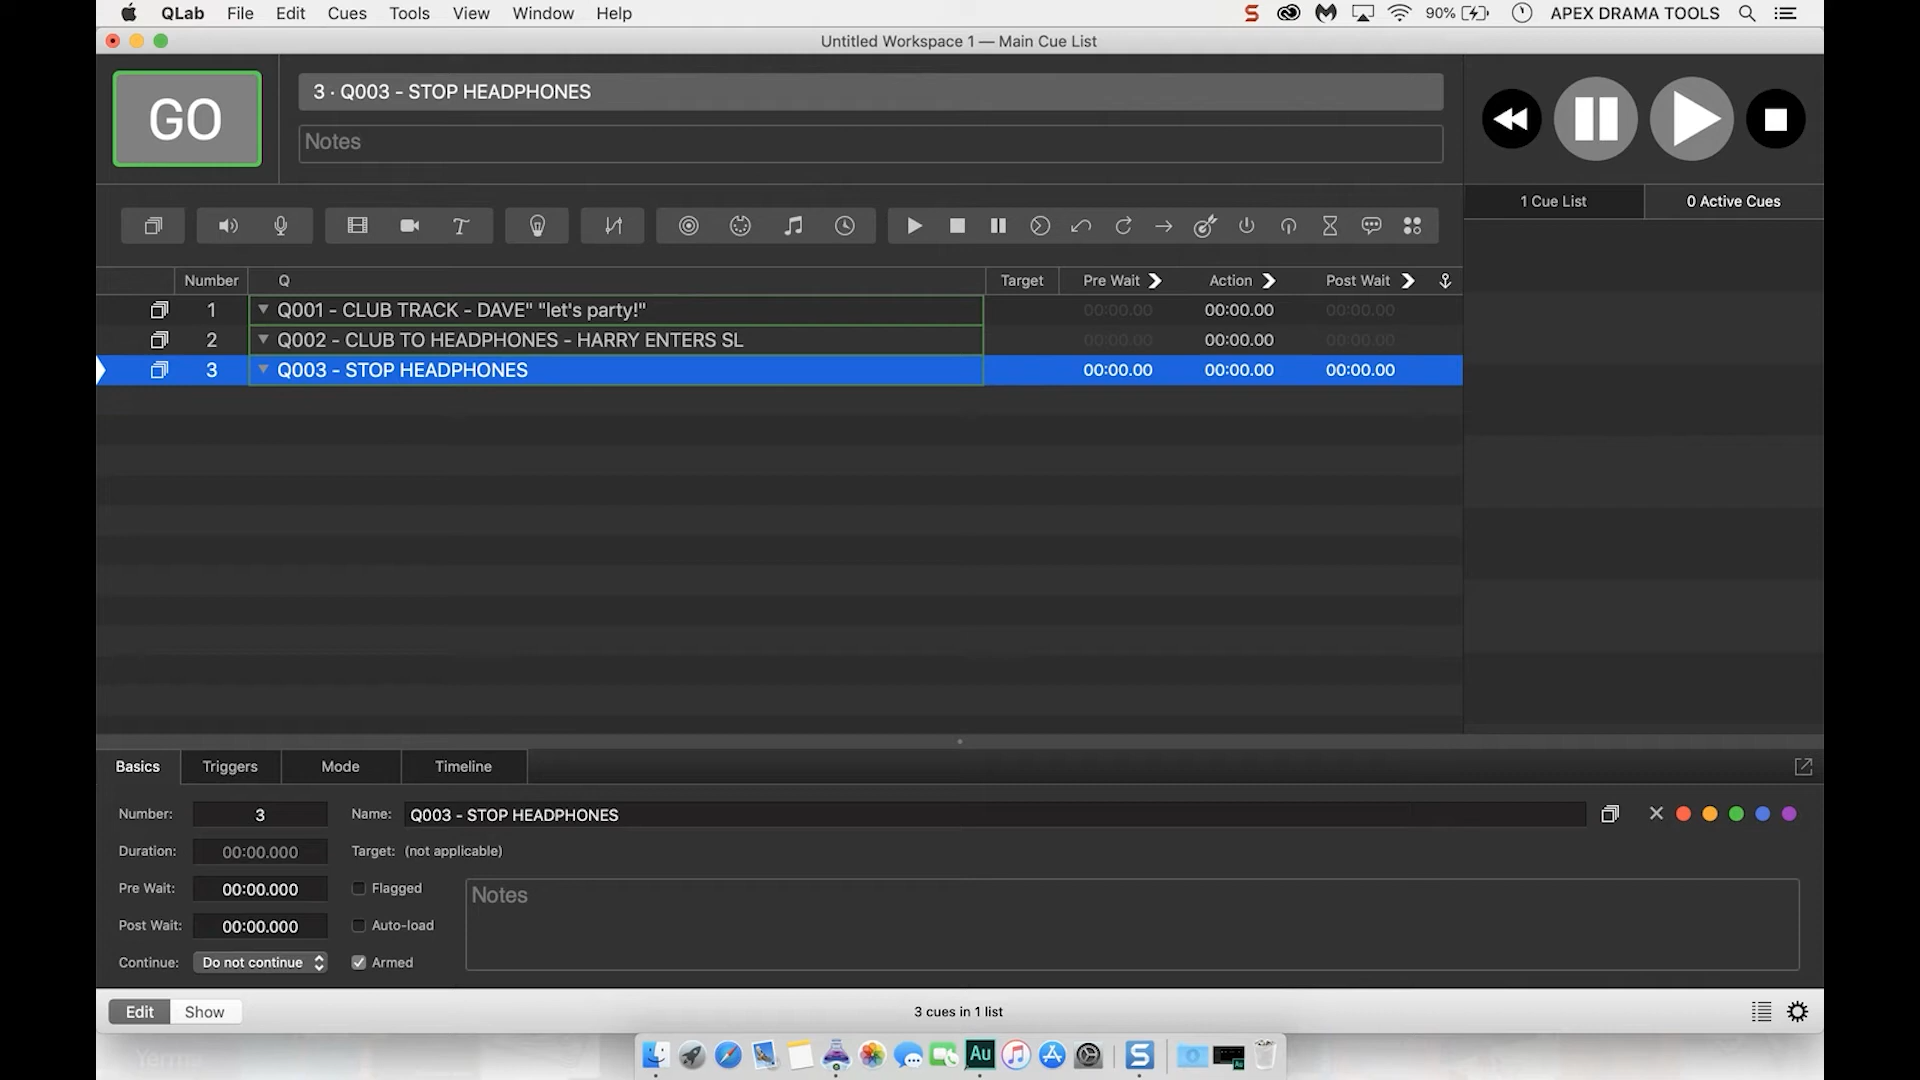 QLab File Edit Cues Tools View Window Help 90% APEX DRAMA TOOLS
Untitled Workspace 1 — Main Cue List
GO
3 · Q003 - STOP HEADPHONES
Notes
1 Cue List 0 Active Cues
Number Q Target Pre Wait Action Post Wait
1 Q001 - CLUB TRACK - DAVE" "let's party!" 00:00.00 00:00.00 00:00.00
2 Q002 - CLUB TO HEADPHONES - HARRY ENTERS SL 00:00.00 00:00.00 00:00.00
3 Q003 - STOP HEADPHONES 00:00.00 00:00.00 00:00.00
Basics Triggers Mode Timeline
Number: 3 Name: Q003 - STOP HEADPHONES
Duration: 00:00.000 Target: (not applicable)
Pre Wait: 00:00.000 Flagged Notes
Post Wait: 00:00.000 Auto-load
Continue: Do not continue Armed
Edit Show 3 cues in 1 list
Au